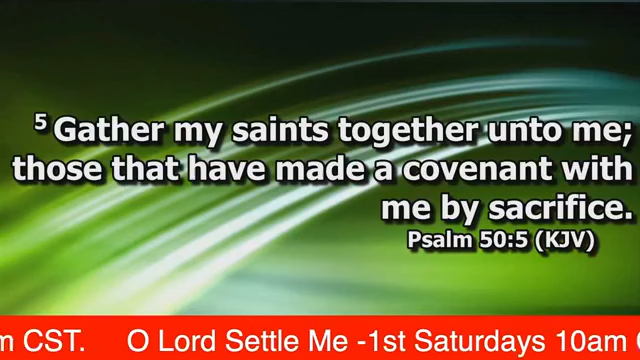 5 Gather my saints together unto me;
those that have made a covenant with
me by sacrifice.
Psalm 50:5 (KJV)
m CST. O Lord Settle Me -1st Saturdays 10am